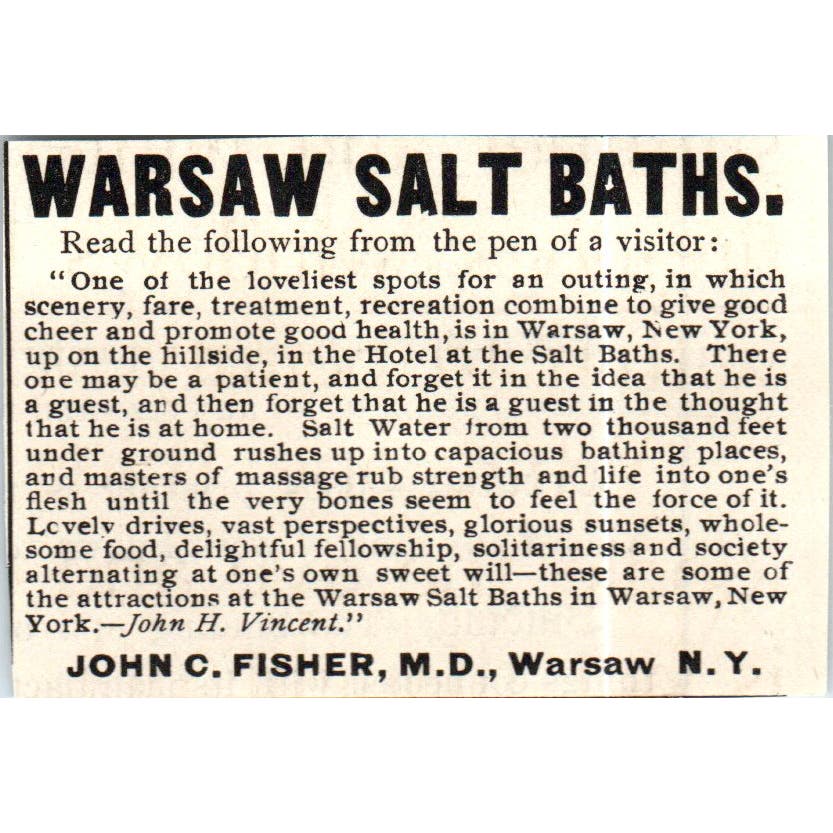 WARSAW SALT BATHS.
Read the following from the pen of a visitor:
"One of the loveliest spots for an outing, in which
scenery, fare, treatment, recreation combine to give good
cheer and promote good health, is in Warsaw, New York,
up on the hillside, in the Hotel at the Salt Baths. There
one may be a patient, and forget it in the idea that he is
a guest, and then forget that he is a guest in the thought
that he is at home. Salt Water from two thousand feet
under ground rushes up into capacious bathing places,
and masters of massage rub strength and life into one's
flesh until the very bones seem to feel the force of it.
Lovely drives, vast perspectives, glorious sunsets, whole-
some food, delightful fellowship, solitariness and society
alternating at one's own sweet will—these are some of
the attractions at the Warsaw Salt Baths in Warsaw, New
York.—John H. Vincent."
JOHN C. FISHER, M.D., Warsaw N. Y.